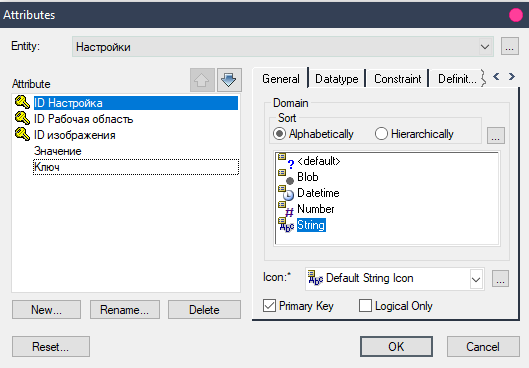 Attributes
Entity:
Настройки
...
Attribute
ID Настройка
ID Рабочая область
ID изображения
Значение
Ключ
New...
Rename...
Delete
Reset...
General
Datatype
Constraint
Definit...
Domain
Sort
Alphabetically
Hierarchically
...
<default>
Blob
Datetime
Number
String
Icon:*
Default String Icon
...
Primary Key
Logical Only
OK
Cancel